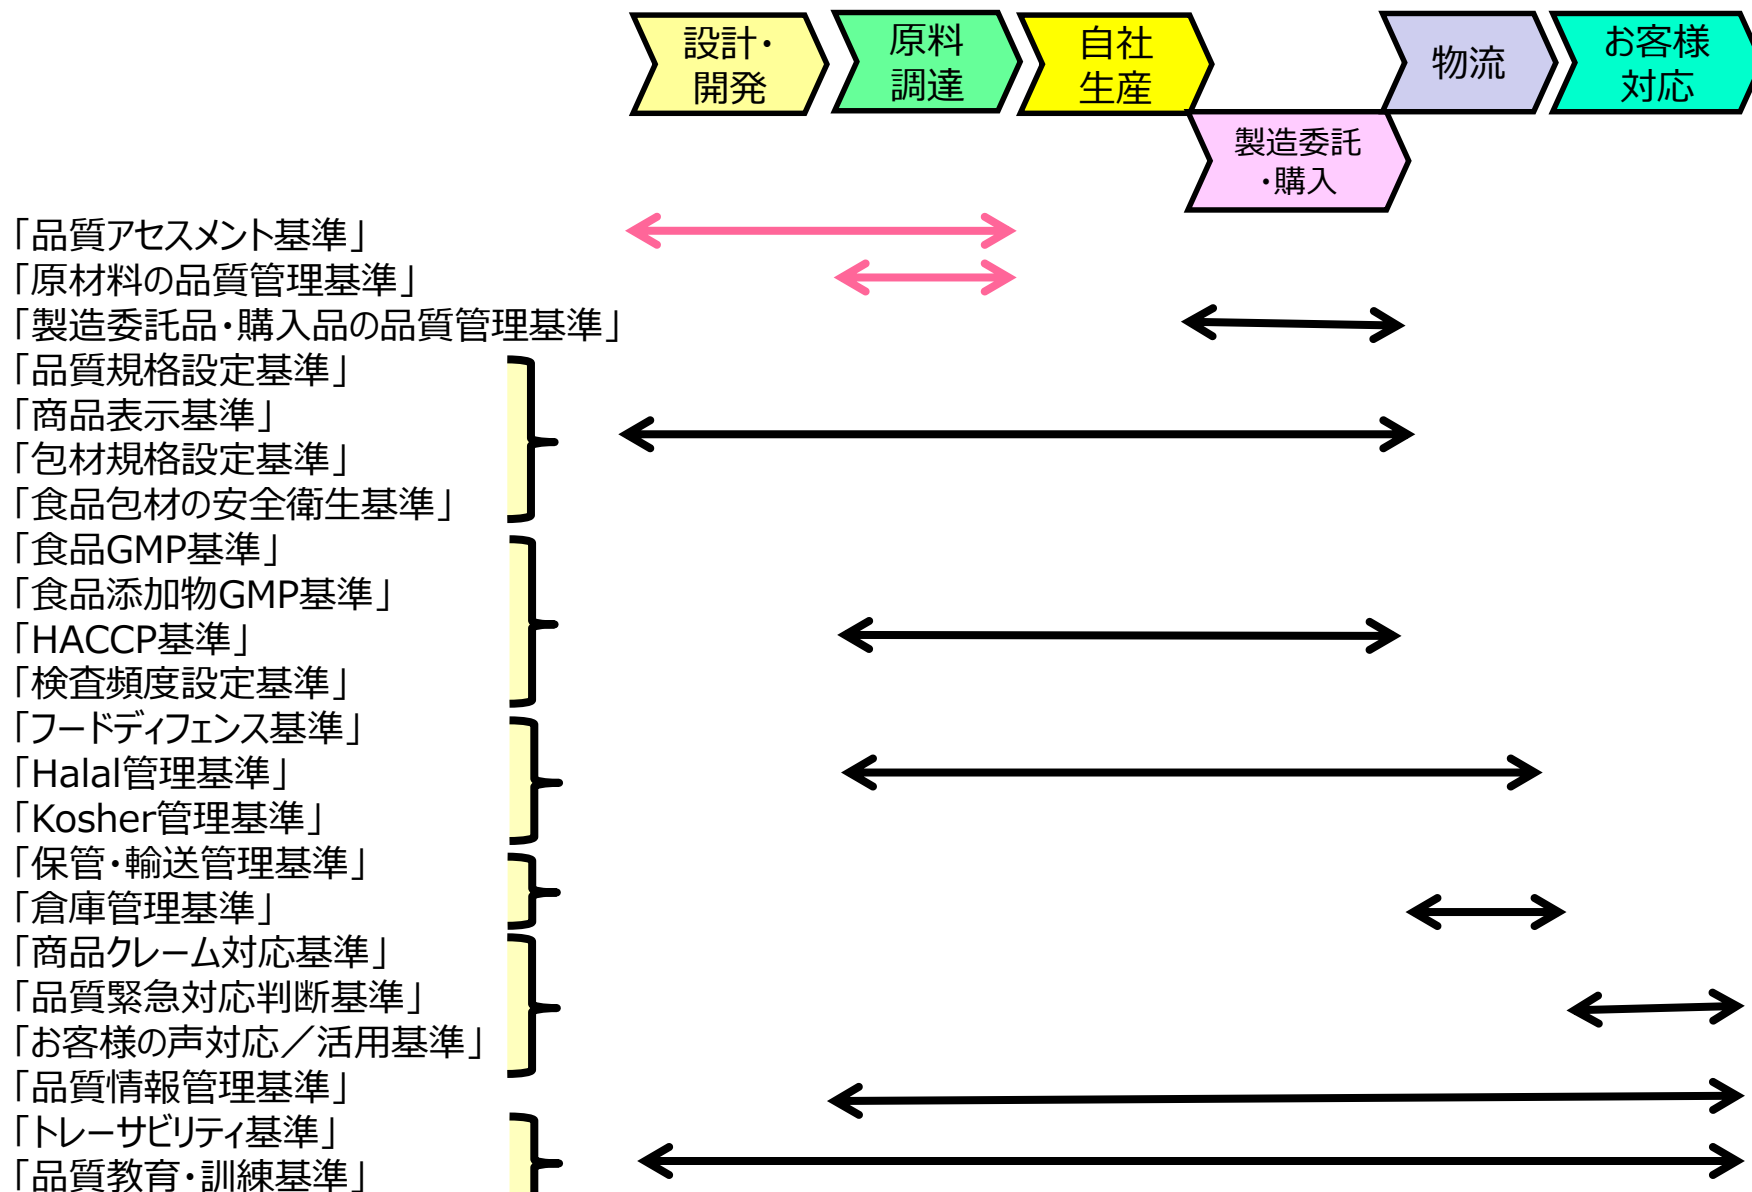 設計・
開発
原料
調達
自社
生産
物流
お客様
対応
製造委託
・購入
「品質アセスメント基準」
「原材料の品質管理基準」
「製造委託品・購入品の品質管理基準」
「品質規格設定基準」
「商品表示基準」
「包材規格設定基準」
「食品包材の安全衛生基準」
「食品GMP基準」
「食品添加物GMP基準」
「HACCP基準」
「検査頻度設定基準」
「フードディフェンス基準」
「Halal管理基準」
「Kosher管理基準」
「保管・輸送管理基準」
「倉庫管理基準」
「商品クレーム対応基準」
「品質緊急対応判断基準」
「お客様の声対応／活用基準」
「品質情報管理基準」
「トレーサビリティ基準」
「品質教育・訓練基準」